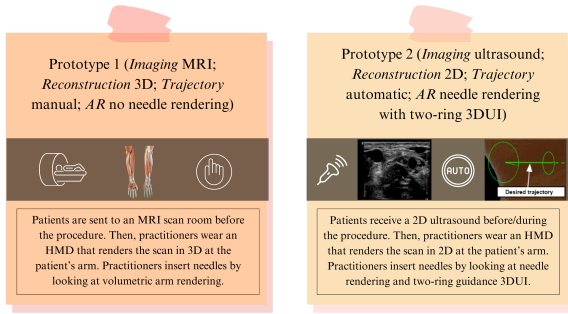 Prototype 1 (Imaging MRI;
Reconstruction 3D; Trajectory
manual; AR no needle rendering)
Patients are sent to an MRI scan room before
the procedure. Then, practitioners wear an
HMD that renders the scan in 3D at the
patient's arm. Practitioners insert needles by
looking at volumetric arm rendering.
Prototype 2 (Imaging ultrasound;
Reconstruction 2D; Trajectory
automatic; AR needle rendering
with two-ring 3DUI)
AUTO
Desired trajectory
Patients receive a 2D ultrasound before/during
the procedure. Then, practitioners wear an HMD
that renders the scan in 2D at the patient's arm.
Practitioners insert needles by looking at needle
rendering and two-ring guidance 3DUI.